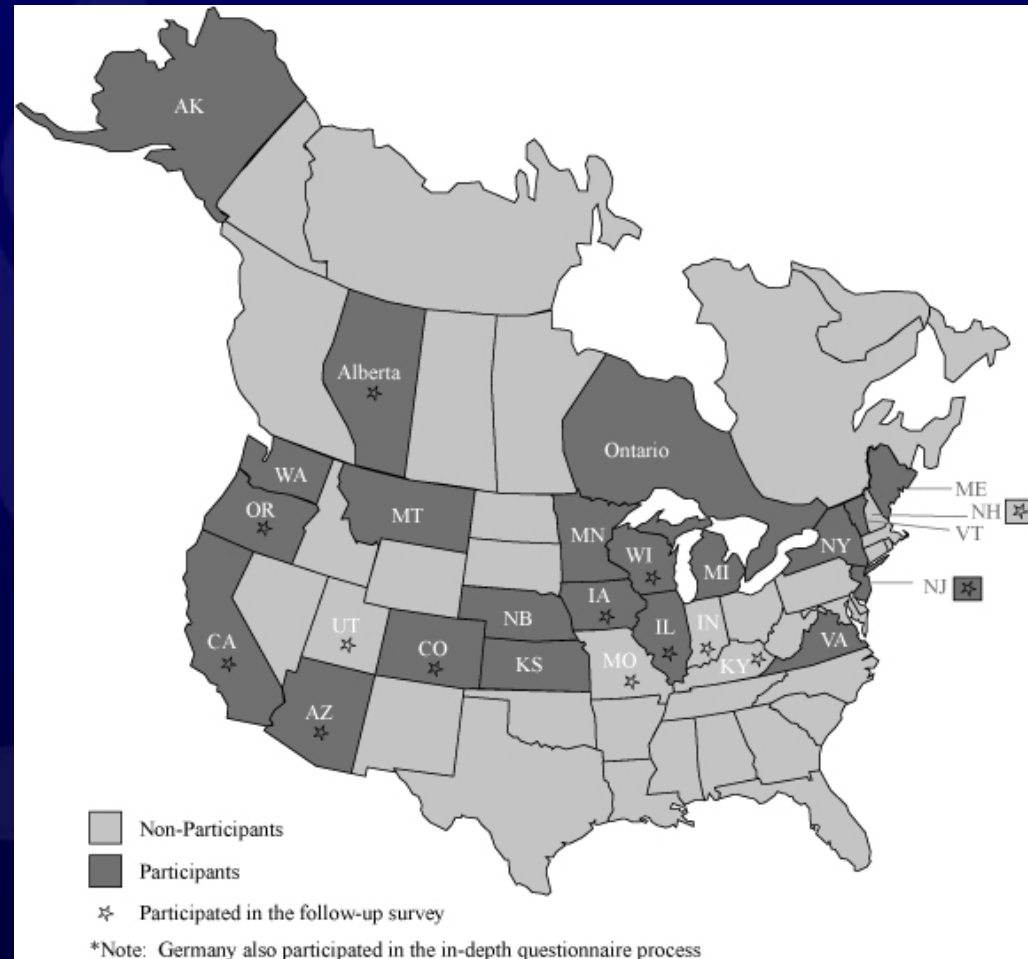 AK
Alberta
Ontario
WA
ME
OR
MT
NH
MN
VT
WI
NY
MI
NJ
NB
IA
CA
UT
CO
IL
IN
VA
KS
MO
KY
AZ
Non-Participants
Participants
Participated in the follow-up survey
*Note: Germany also participated in the in-depth questionnaire process